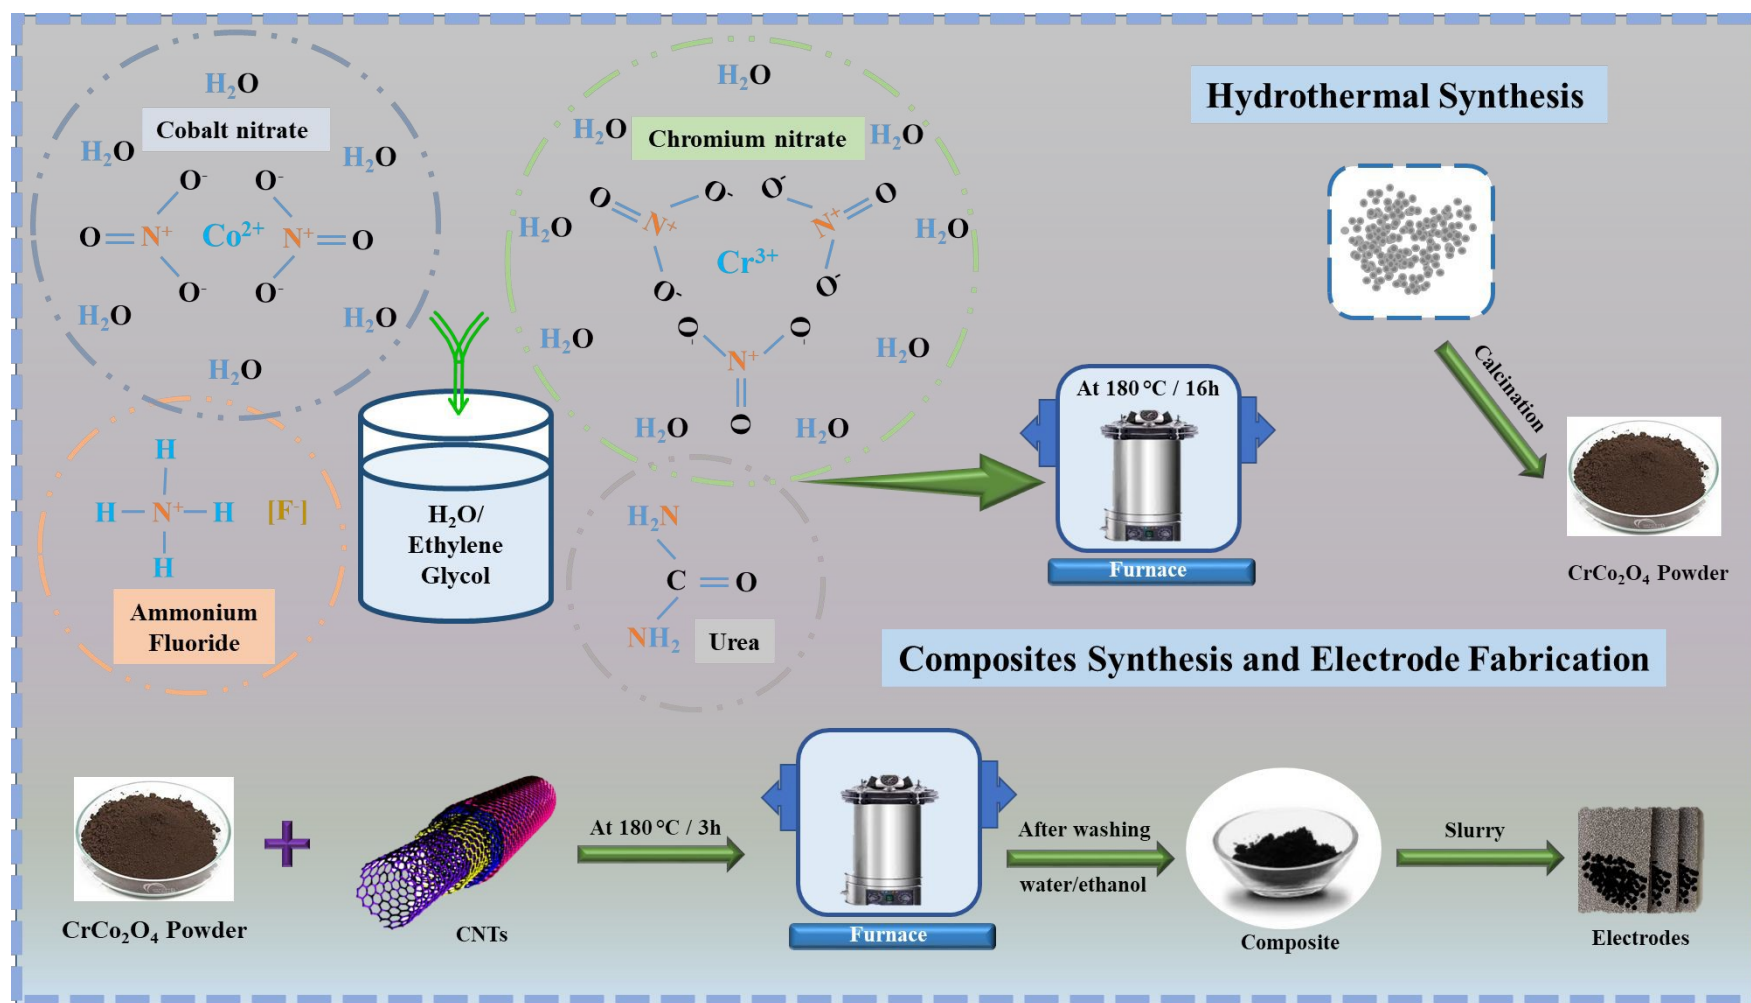 H₂O
Cobalt nitrate
H₂O
H₂O
O⁻ O⁻
O N⁺ Co²⁺ N⁺ O
O⁻ O⁻
H₂O
H₂O
H₂O
H₂O
H₂O
Chromium nitrate
H₂O
O O⁻ O⁻ O
N⁺ N⁺
H₂O
Cr³⁺
H₂O
O⁻ O⁻
O⁻ O⁻
H₂O
N⁺
H₂O
O
H₂O
H₂O
Hydrothermal Synthesis
Calcination
At 180 °C / 16h
Furnace
CrCo₂O₄ Powder
H
H N⁺ H [F⁻]
H
Ammonium
Fluoride
H₂O/
Ethylene
Glycol
H₂N
C O
NH₂
Urea
Composites Synthesis and Electrode Fabrication
CrCo₂O₄ Powder
CNTs
At 180 °C / 3h
Furnace
After washing
water/ethanol
Composite
Slurry
Electrodes